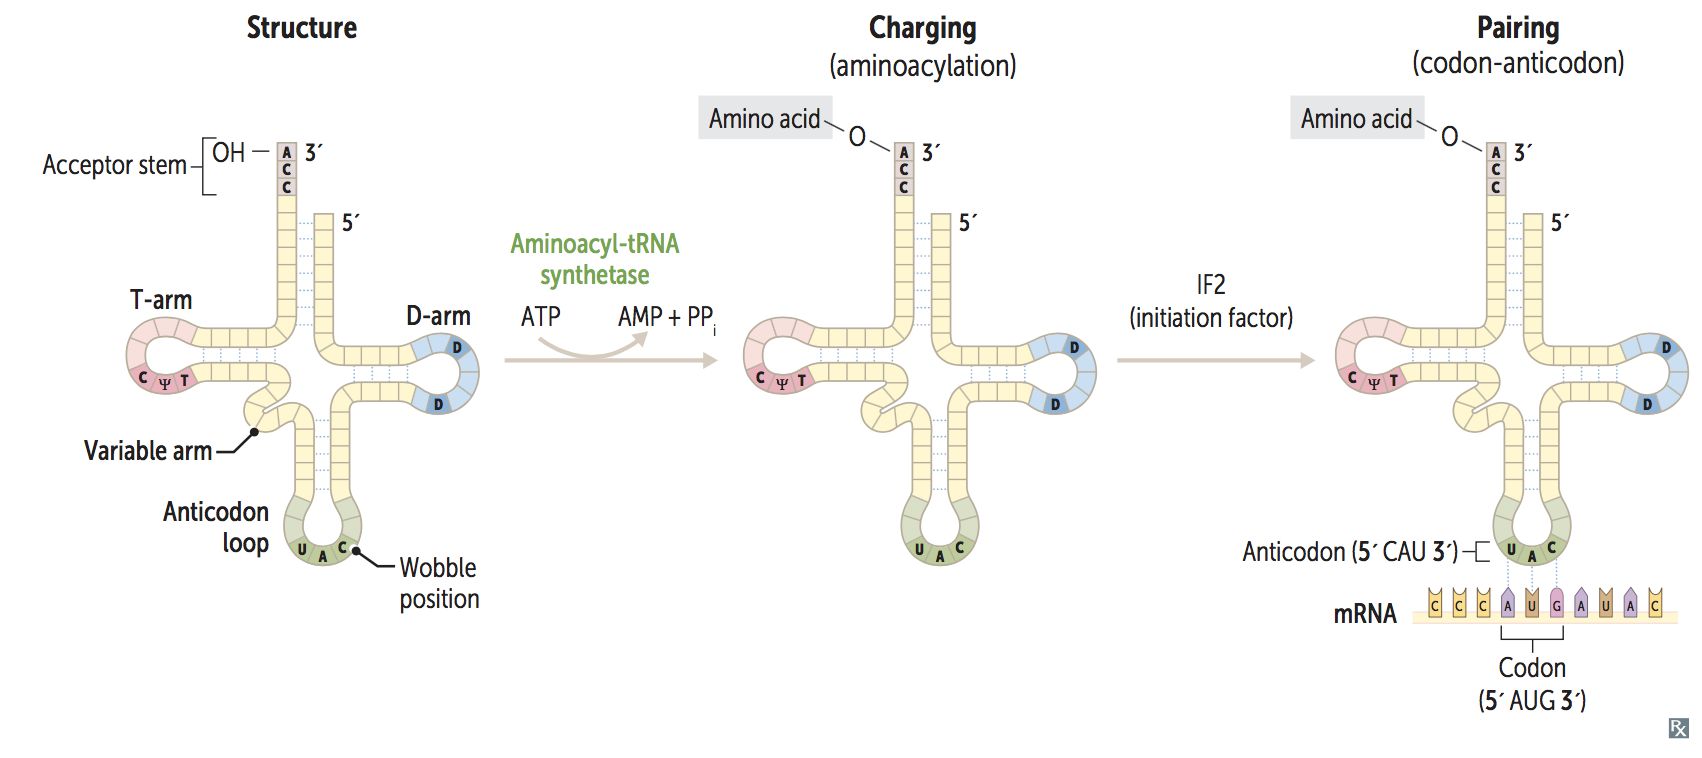 Structure
Acceptor stem
OH
A
C
C
3′
5′
T-arm
D-arm
C Ψ T
D
D
Variable arm
Anticodon
loop
U A C
Wobble
position
Aminoacyl-tRNA
synthetase
ATP
AMP + PPi
Charging
(aminoacylation)
Amino acid
O
A
C
C
3′
5′
C Ψ T
D
D
U A C
IF2
(initiation factor)
Pairing
(codon-anticodon)
Amino acid
O
A
C
C
3′
5′
C Ψ T
D
D
U A C
Anticodon (5′ CAU 3′)
mRNA
C C C A U G A U A C
Codon
(5′ AUG 3′)
Rx